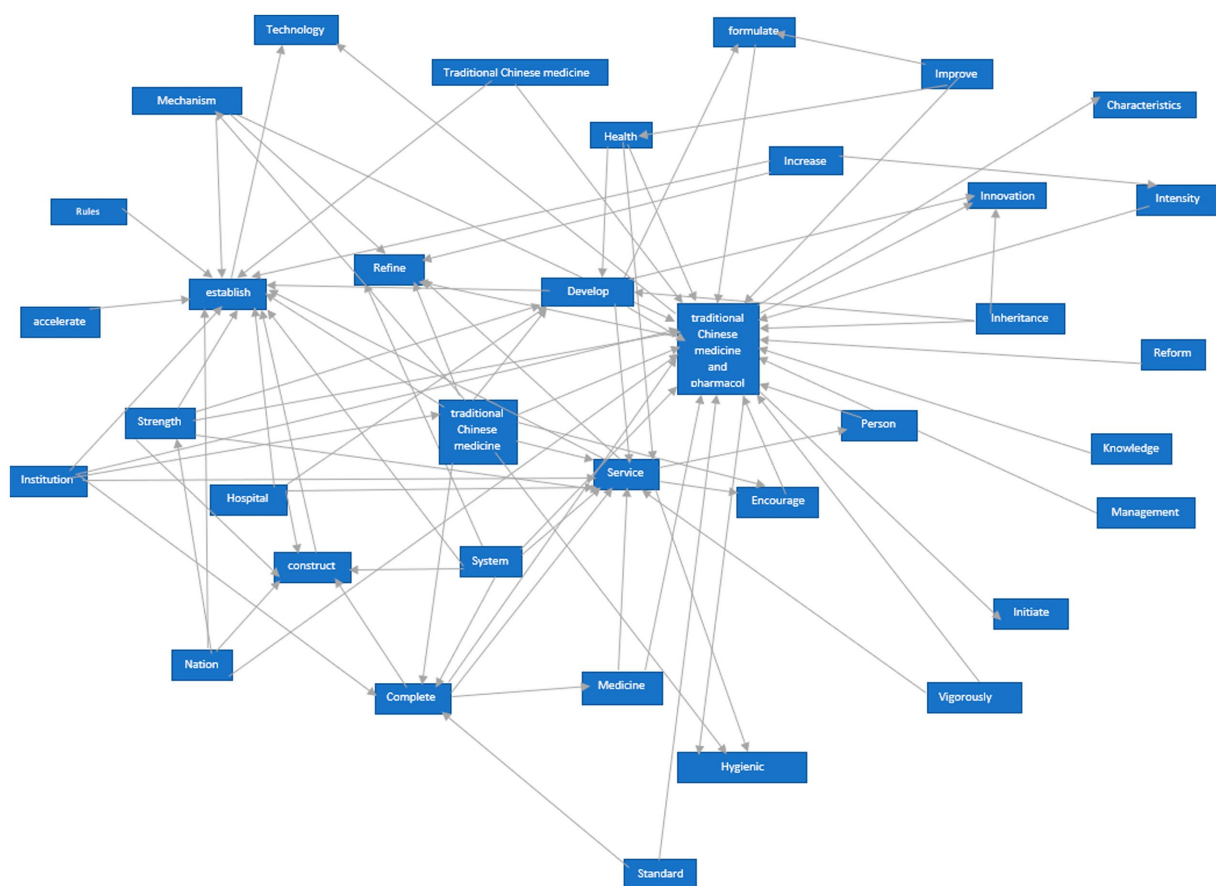 Technology
formulate
Traditional Chinese medicine
Improve
Mechanism
Characteristics
Health
Increase
Innovation
Intensity
Rules
Refine
establish
Develop
accelerate
traditional
Chinese
medicine
and
pharmacol
Inheritance
Reform
Strength
traditional
Chinese
medicine
Person
Knowledge
Institution
Hospital
Service
Encourage
Management
construct
System
Initiate
Nation
Complete
Medicine
Vigorously
Hygienic
Standard